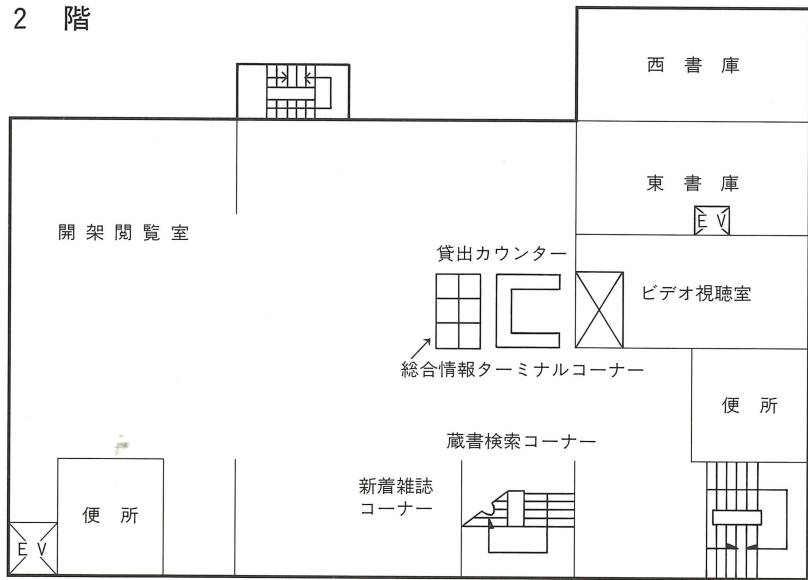 2 階
西 書 庫
東 書 庫
E V
開 架 閲 覧 室
貸出カウンター
ビデオ視聴室
総合情報ターミナルコーナー
便 所
蔵書検索コーナー
新着雑誌
コーナー
便 所
E V